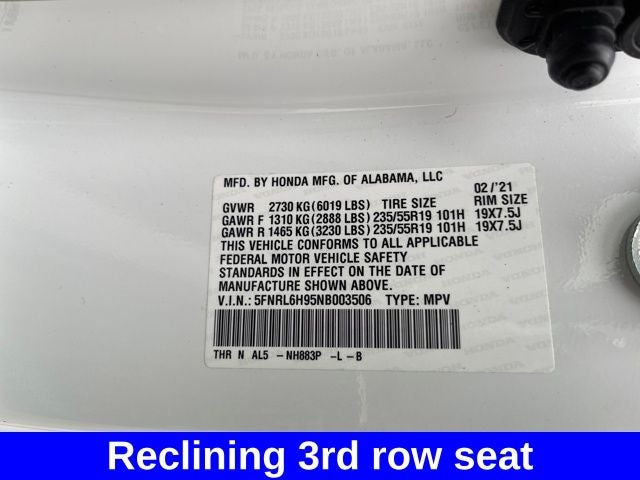 MFD. BY HONDA MFG. OF ALABAMA, LLC
02/'21
GVWR 2730 KG(6019 LBS) TIRE SIZE RIM SIZE
GAWR F 1310 KG(2888 LBS) 235/55R19 101H 19X7.5J
GAWR R 1465 KG(3230 LBS) 235/55R19 101H 19X7.5J
THIS VEHICLE CONFORMS TO ALL APPLICABLE
FEDERAL MOTOR VEHICLE SAFETY
STANDARDS IN EFFECT ON THE DATE OF
MANUFACTURE SHOWN ABOVE.
V.I.N.: 5FNRL6H95NB003506 TYPE: MPV
THR N AL5 -NH883P -L-B
Reclining 3rd row seat